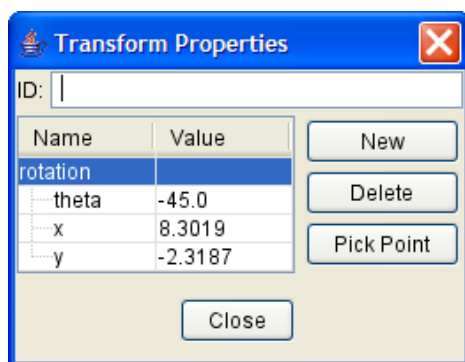 Transform Properties
ID:
Name Value
rotation
theta -45.0
x 8.3019
y -2.3187
New
Delete
Pick Point
Close